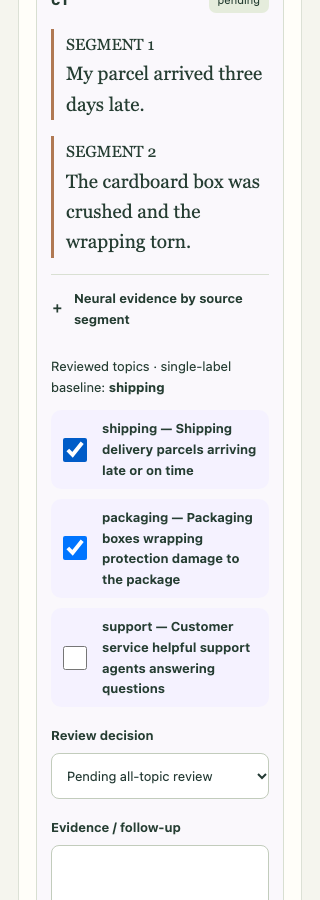 pending
SEGMENT 1
My parcel arrived three
days late.
SEGMENT 2
The cardboard box was
crushed and the
wrapping torn.
+ Neural evidence by source
segment
Reviewed topics · single-label
baseline: shipping
shipping — Shipping
delivery parcels arriving
late or on time
packaging — Packaging
boxes wrapping
protection damage to
the package
support — Customer
service helpful support
agents answering
questions
Review decision
Pending all-topic review
Evidence / follow-up